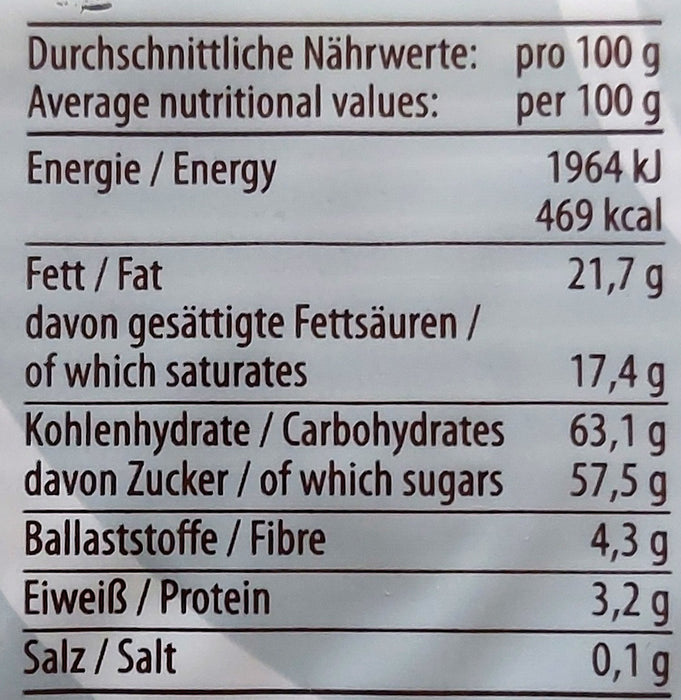 Durchschnittliche Nährwerte: pro 100 g
Average nutritional values: per 100 g
Energie / Energy 1964 kJ
469 kcal
Fett / Fat 21,7 g
davon gesättigte Fettsäuren /
of which saturates 17,4 g
Kohlenhydrate / Carbohydrates 63,1 g
davon Zucker / of which sugars 57,5 g
Ballaststoffe / Fibre 4,3 g
Eiweiß / Protein 3,2 g
Salz / Salt 0,1 g